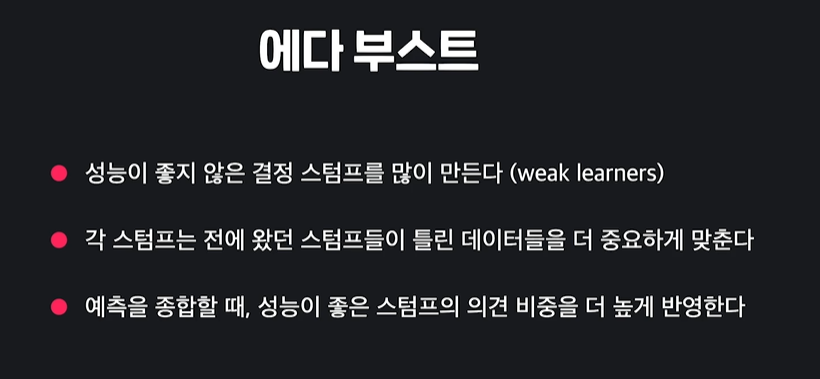 에다 부스트
성능이 좋지 않은 결정 스텀프를 많이 만든다 (weak learners)
각 스텀프는 전에 왔던 스텀프들이 틀린 데이터들을 더 중요하게 맞춘다
예측을 종합할 때, 성능이 좋은 스텀프의 의견 비중을 더 높게 반영한다